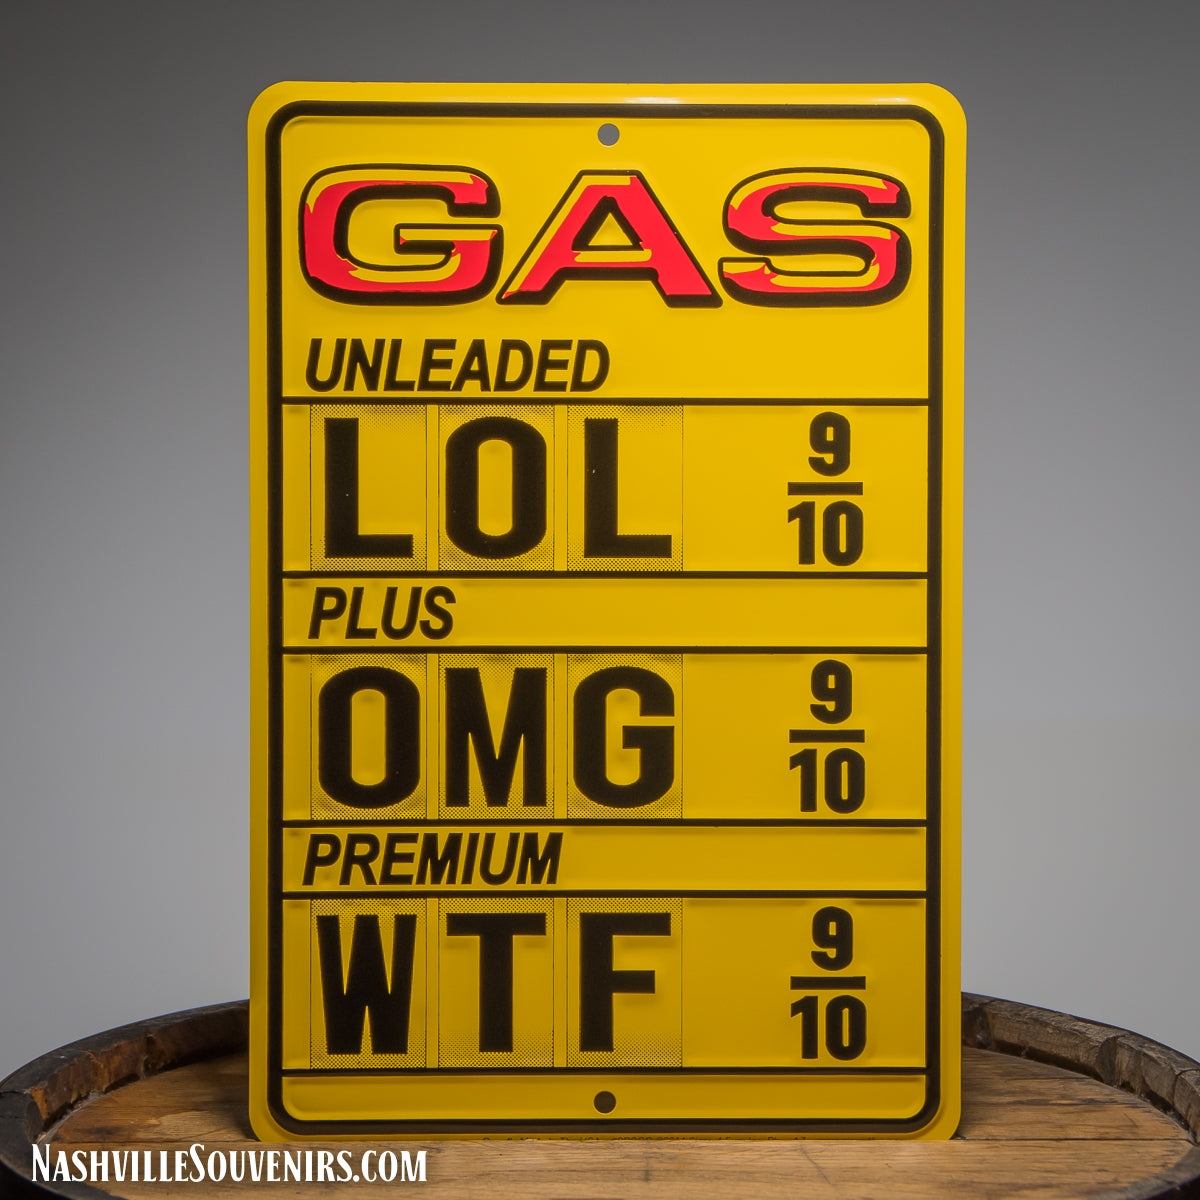 GAS
UNLEADED
LOL 9/10
PLUS
OMG 9/10
PREMIUM
WTF 9/10
NASHVILLESOUVENIRS.COM